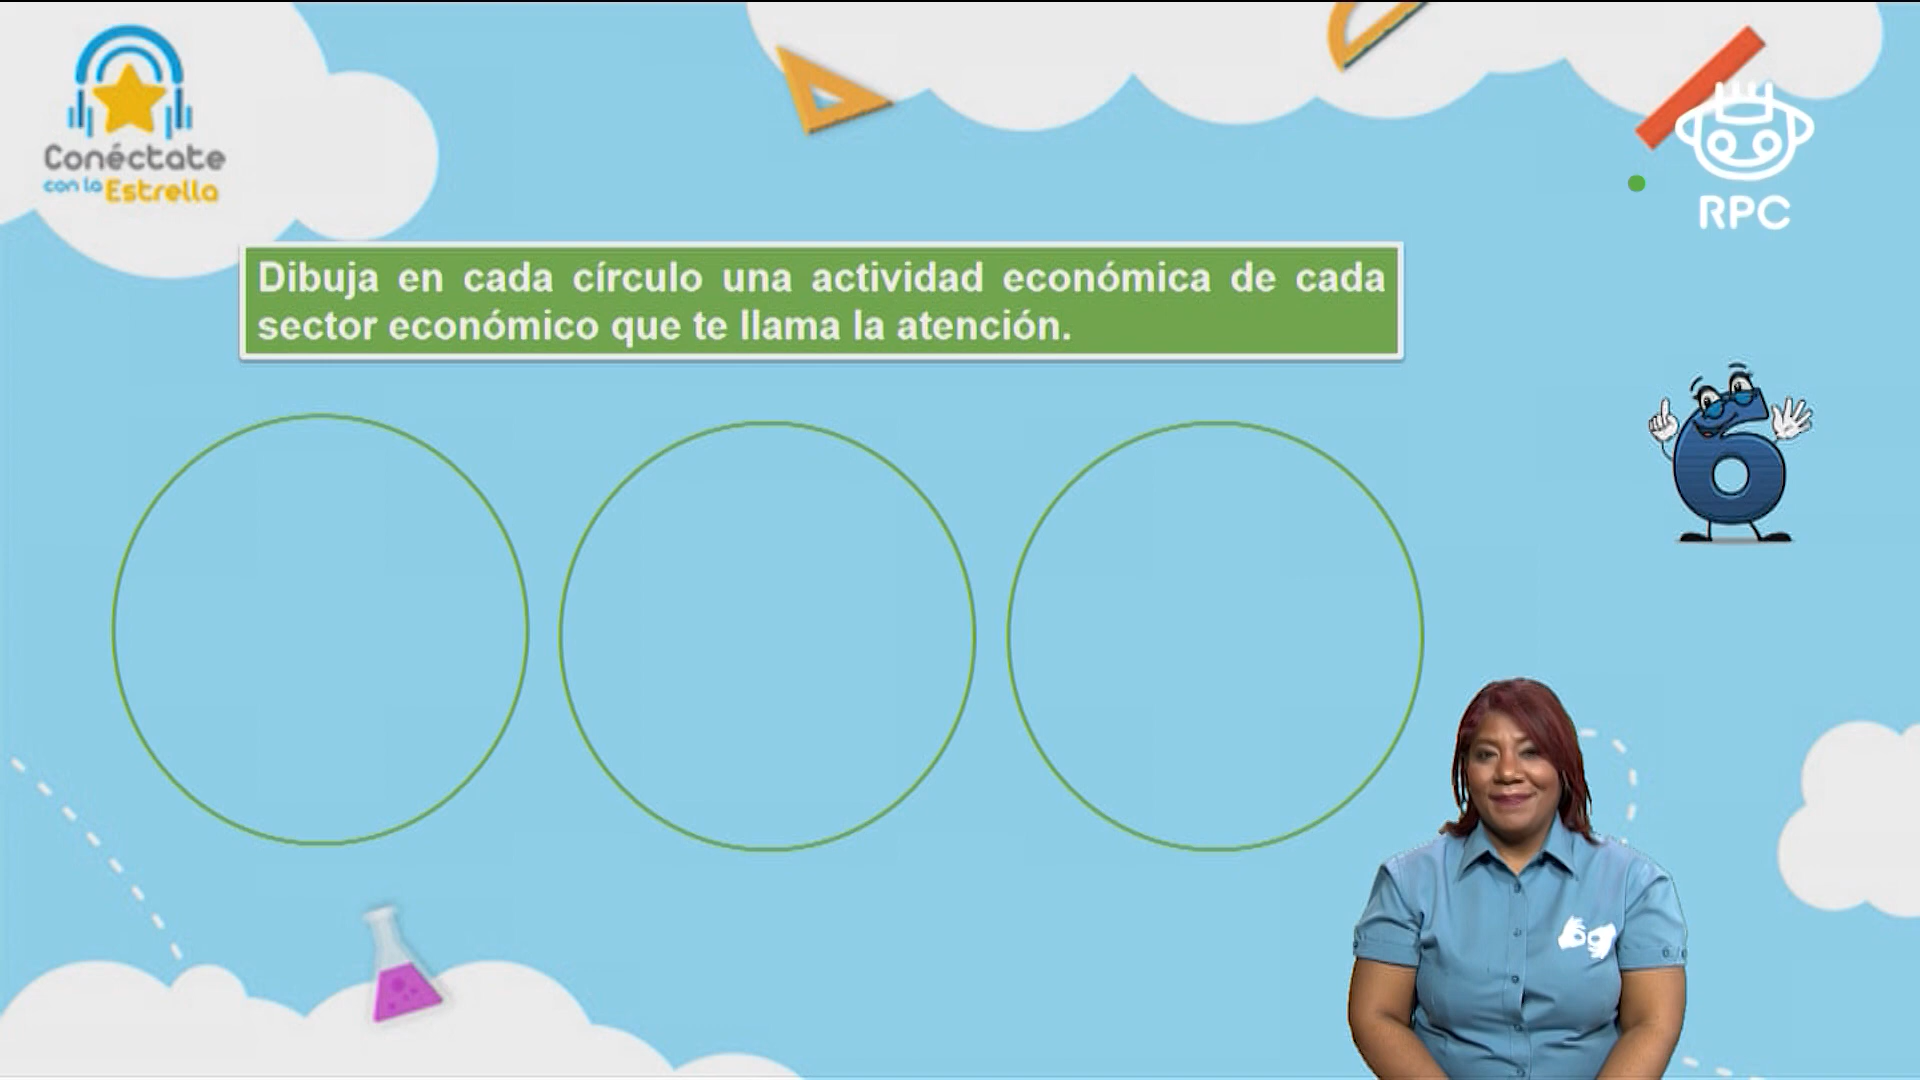 Conéctate
con la Estrella
RPC
Dibuja en cada círculo una actividad económica de cada
sector económico que te llama la atención.
6